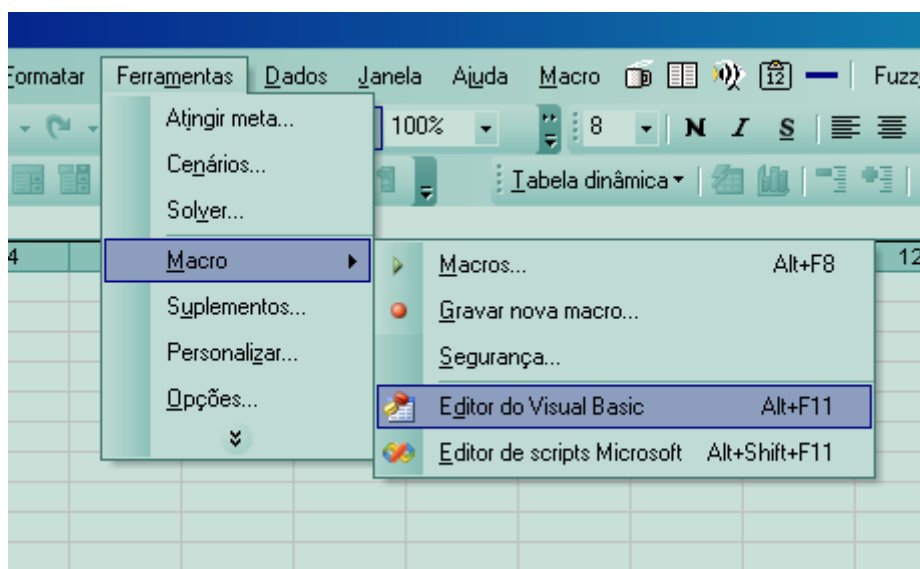 Formatar Ferramentas Dados Janela Ajuda Macro 12 Fuzz
100% 8 N I S
Tabela dinâmica
Atingir meta...
Cenários...
Solver...
Macro
Suplementos...
Personalizar...
Opções...
4 12
Macros... Alt+F8
Gravar nova macro...
Segurança...
Editor do Visual Basic Alt+F11
Editor de scripts Microsoft Alt+Shift+F11